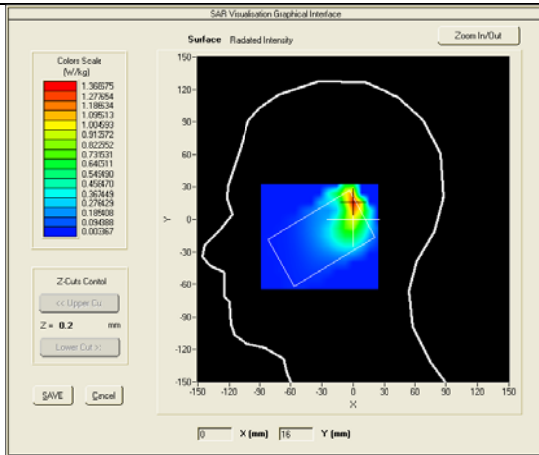 SAR Visualisation Graphical Interface
Surface Radiated Intensity
Zoom In/Out
Colors Scale
(W/kg)
1.368575
1.277654
1.186634
1.095613
1.004593
0.913572
0.822552
0.731531
0.640511
0.549490
0.458470
0.367449
0.276429
0.185408
0.094388
0.003367
Z-Cuts Control
<< Upper Cu
Z = 0.2 mm
Lower Cut >>
SAVE
Cancel
150
120
90
60
30
0
-30
-60
-90
-120
-150
Y
-150 -120 -90 -60 -30 0 30 60 90 120 150
X
0 X (mm) 16 Y (mm)